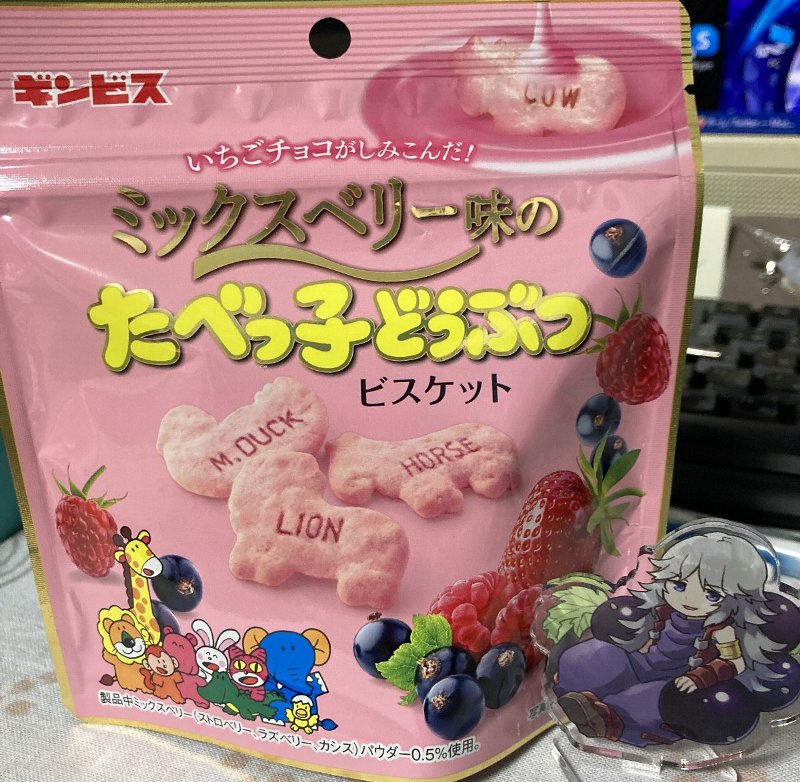 ギンビス
COW
いちごチョコがしみこんだ!
ミックスベリー味の
たべっ子どうぶつ
ビスケット
M.DUCK
HORSE
LION
製品中ミックスベリー(ストロベリー、ラズベリー、カシス)パウダー0.5%使用。